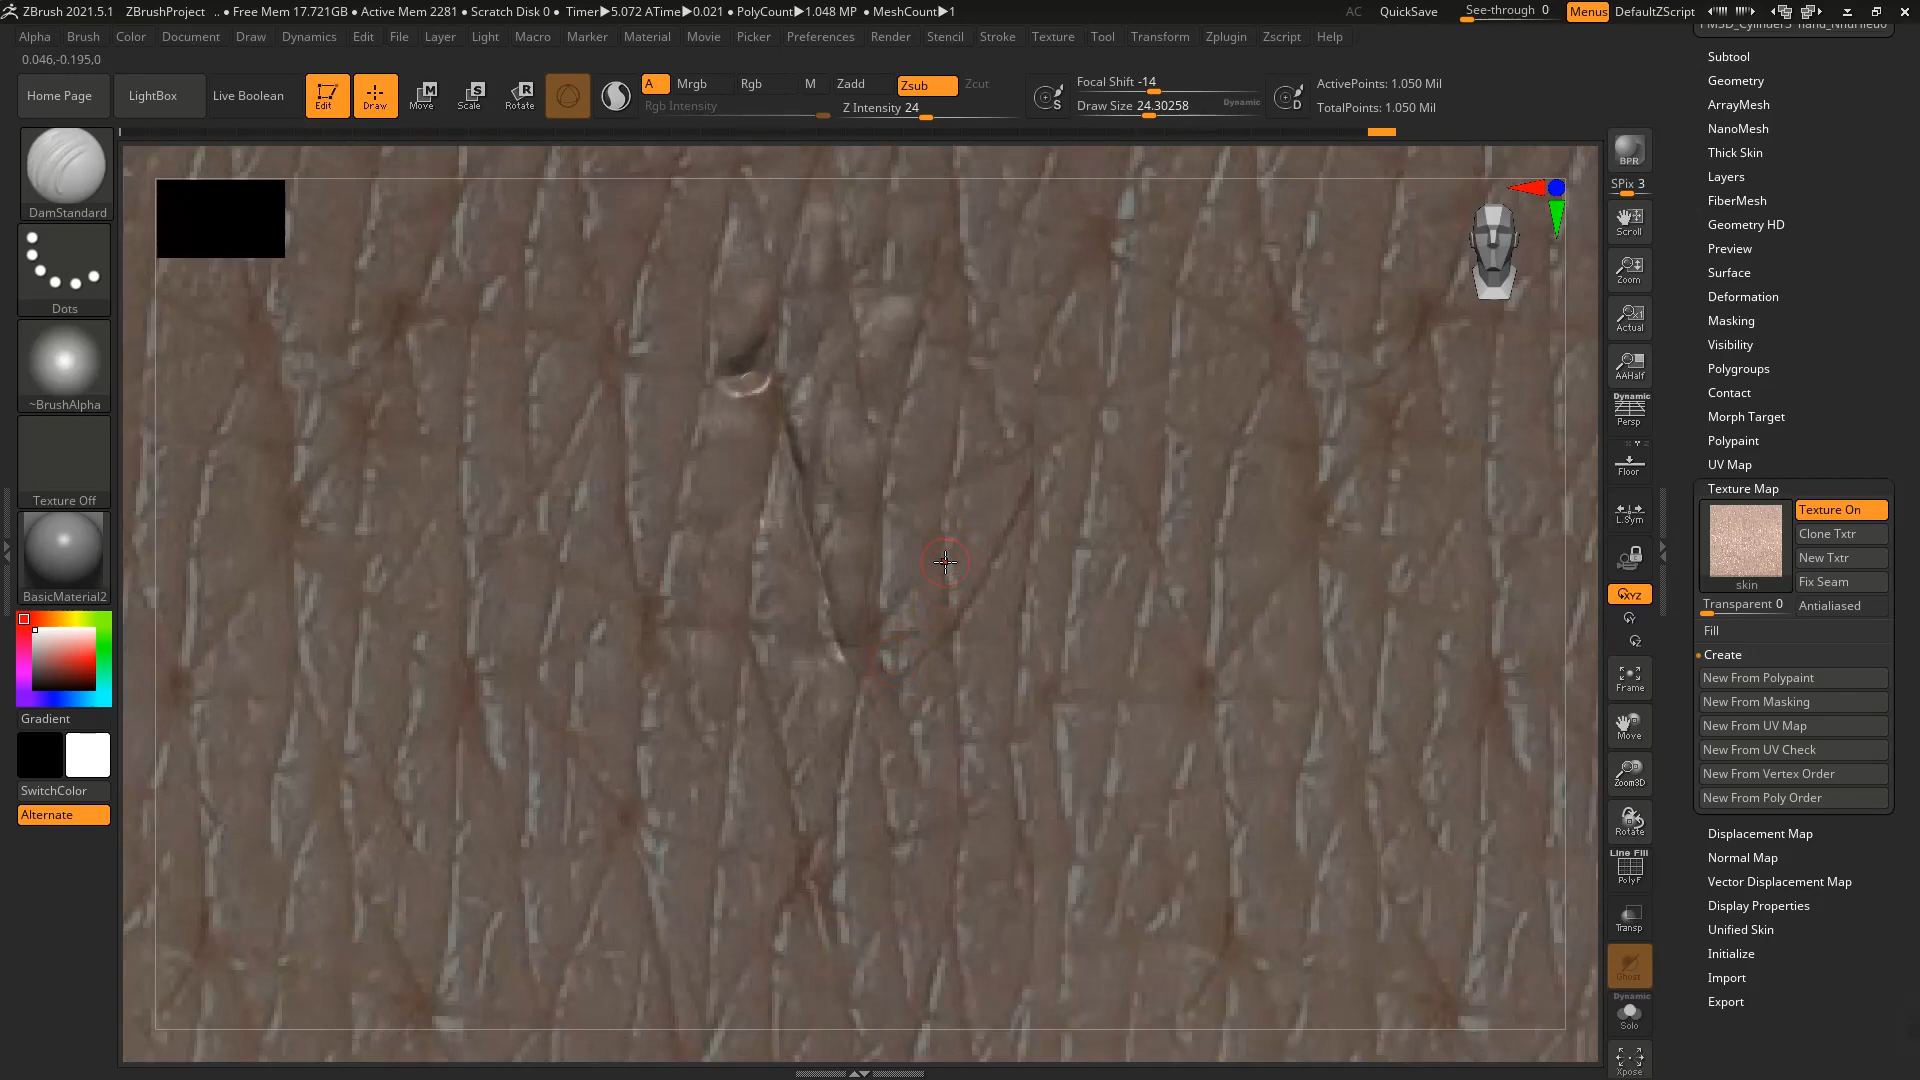 ZBrush 2021.5.1 ZBrushProject .. ● Free Mem 17.721GB ● Active Mem 2281 ● Scratch Disk 0 ● Timer▶5.072 ATime▶0.021 ● PolyCount▶1.048 MP ● MeshCount▶1 AC QuickSave See-through 0 Menus DefaultZScript
Alpha Brush Color Document Draw Dynamics Edit File Layer Light Macro Marker Material Movie Picker Preferences Render Stencil Stroke Texture Tool Transform Zplugin Zscript Help
0.046,-0.195,0
Home Page LightBox Live Boolean Edit Draw Move Scale Rotate
M S R
A Mrgb Rgb M Zadd Zsub Zcut
Rgb Intensity Z Intensity 24
S Focal Shift -14
Draw Size 24.30258 Dynamic
D ActivePoints: 1.050 Mil
TotalPoints: 1.050 Mil
DamStandard
Dots
~BrushAlpha
Texture Off
BasicMaterial2
Gradient
SwitchColor
Alternate
BPR
SPix 3
Scroll
Zoom
Actual
AAHalf
Dynamic
Persp
Floor
L.Sym
XYZ
Y
Z
Frame
Move
Zoom3D
Rotate
Line Fill
PolyF
Transp
Ghost
Dynamic
Solo
Xpose
Subtool
Geometry
ArrayMesh
NanoMesh
Thick Skin
Layers
FiberMesh
Geometry HD
Preview
Surface
Deformation
Masking
Visibility
Polygroups
Contact
Morph Target
Polypaint
UV Map
Texture Map
skin
Texture On
Clone Txtr
New Txtr
Fix Seam
Transparent 0 Antialiased
Fill
Create
New From Polypaint
New From Masking
New From UV Map
New From UV Check
New From Vertex Order
New From Poly Order
Displacement Map
Normal Map
Vector Displacement Map
Display Properties
Unified Skin
Initialize
Import
Export